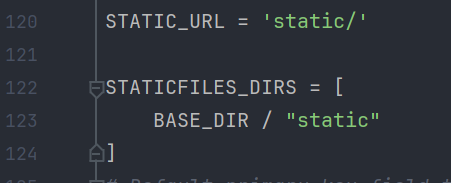 120 STATIC_URL = 'static/'
121
122 STATICFILES_DIRS = [
123 BASE_DIR / "static"
124 ]